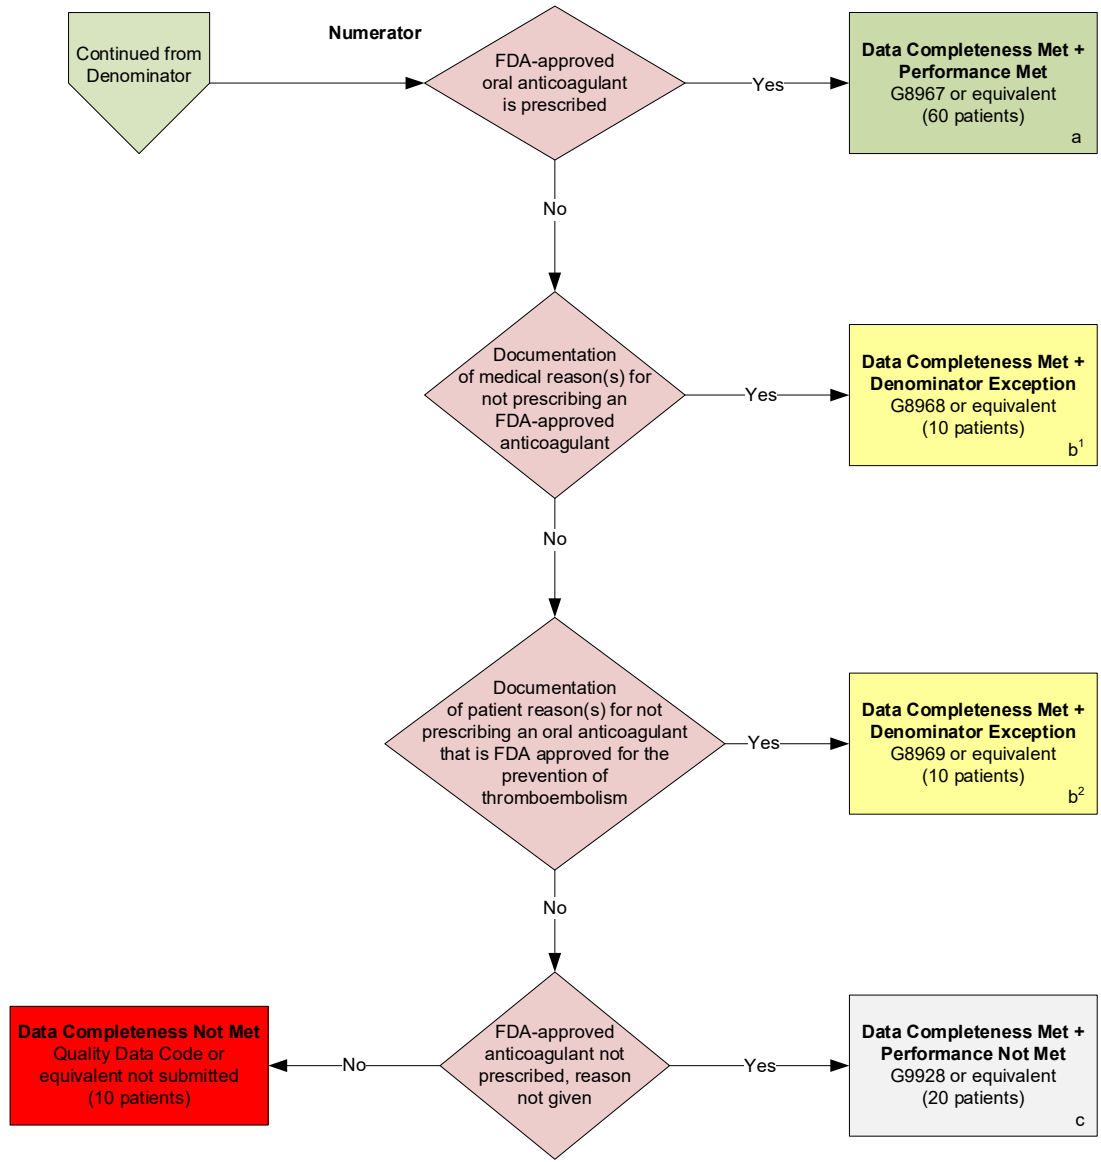 Continued from
Denominator
Numerator
FDA-approved
oral anticoagulant
is prescribed
Yes
Data Completeness Met +
Performance Met
G8967 or equivalent
(60 patients)
a
No
Documentation
of medical reason(s) for
not prescribing an
FDA-approved
anticoagulant
Yes
Data Completeness Met +
Denominator Exception
G8968 or equivalent
(10 patients)
b¹
No
Documentation
of patient reason(s) for not
prescribing an oral anticoagulant
that is FDA approved for the
prevention of
thromboembolism
Yes
Data Completeness Met +
Denominator Exception
G8969 or equivalent
(10 patients)
b²
No
FDA-approved
anticoagulant not
prescribed, reason
not given
No
Data Completeness Not Met
Quality Data Code or
equivalent not submitted
(10 patients)
Yes
Data Completeness Met +
Performance Not Met
G9928 or equivalent
(20 patients)
c